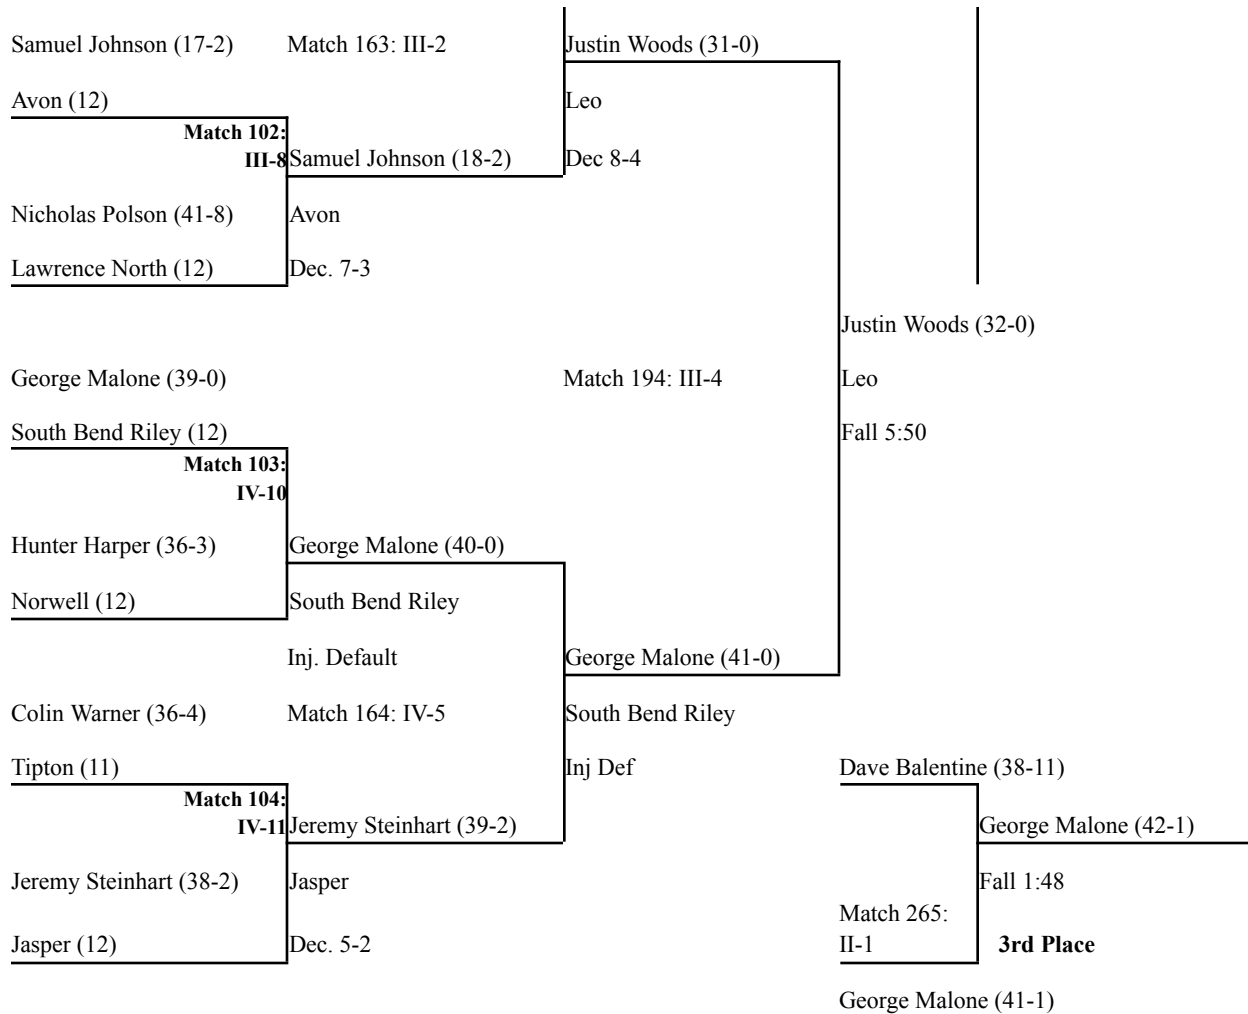 Samuel Johnson (17-2)
Match 163: III-2
Justin Woods (31-0)
Avon (12)
Leo
Match 102:
III-8
Samuel Johnson (18-2)
Dec 8-4
Nicholas Polson (41-8)
Avon
Lawrence North (12)
Dec. 7-3
Justin Woods (32-0)
George Malone (39-0)
Match 194: III-4
Leo
South Bend Riley (12)
Fall 5:50
Match 103:
IV-10
Hunter Harper (36-3)
George Malone (40-0)
Norwell (12)
South Bend Riley
Inj. Default
George Malone (41-0)
Colin Warner (36-4)
Match 164: IV-5
South Bend Riley
Tipton (11)
Inj Def
Dave Balentine (38-11)
Match 104:
IV-11
Jeremy Steinhart (39-2)
George Malone (42-1)
Jeremy Steinhart (38-2)
Jasper
Fall 1:48
Match 265:
II-1
Jasper (12)
Dec. 5-2
3rd Place
George Malone (41-1)